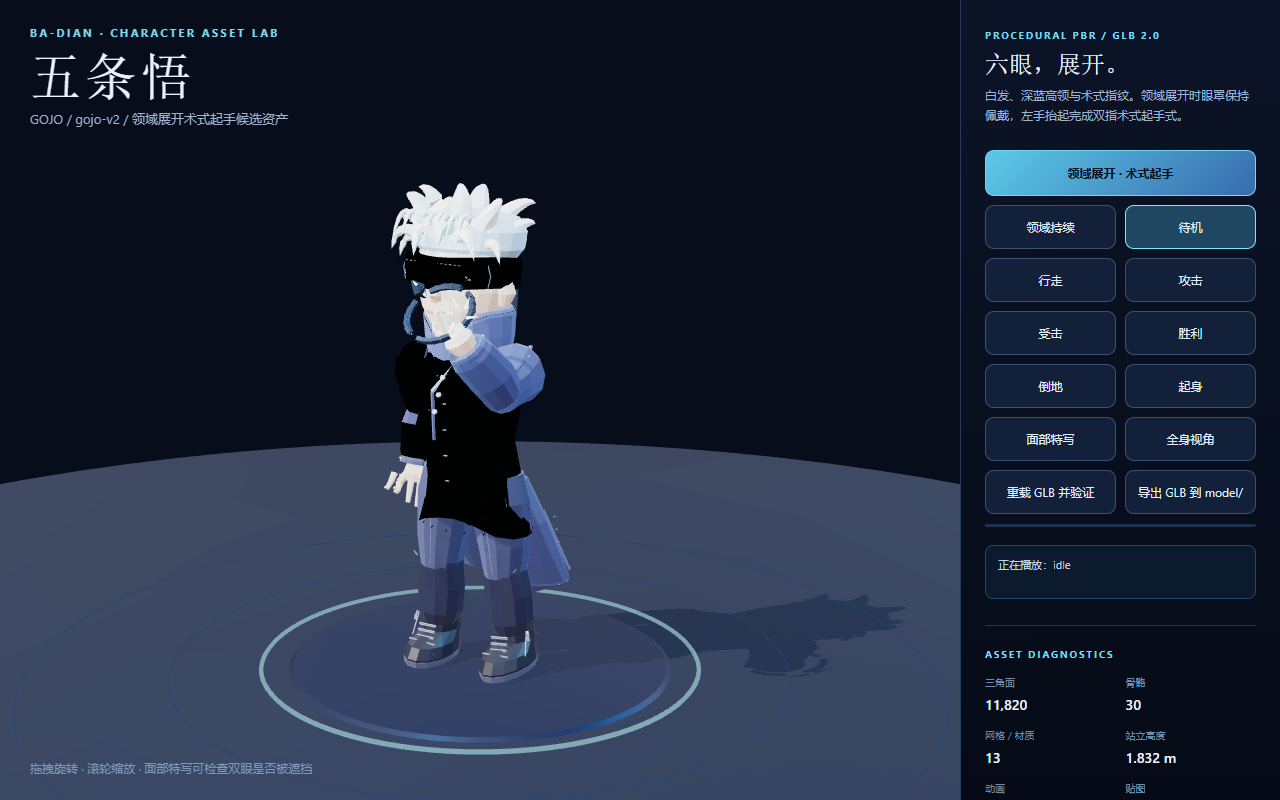 BA-DIAN · CHARACTER ASSET LAB
五条悟
GOJO / gojo-v2 / 领域展开术式起手候选资产
拖拽旋转 · 滚轮缩放 · 面部特写可检查双眼是否被遮挡
PROCEDURAL PBR / GLB 2.0
六眼，展开。
白发、深蓝高领与术式指纹。领域展开时眼罩保持
佩戴，左手抬起完成双指术式起手式。
领域展开 · 术式起手
领域持续
待机
行走
攻击
受击
胜利
倒地
起身
面部特写
全身视角
重载 GLB 并验证
导出 GLB 到 model/
正在播放：idle
ASSET DIAGNOSTICS
三角面
骨骼
11,820
30
网格 / 材质
站立高度
13
1.832 m
动画
贴图